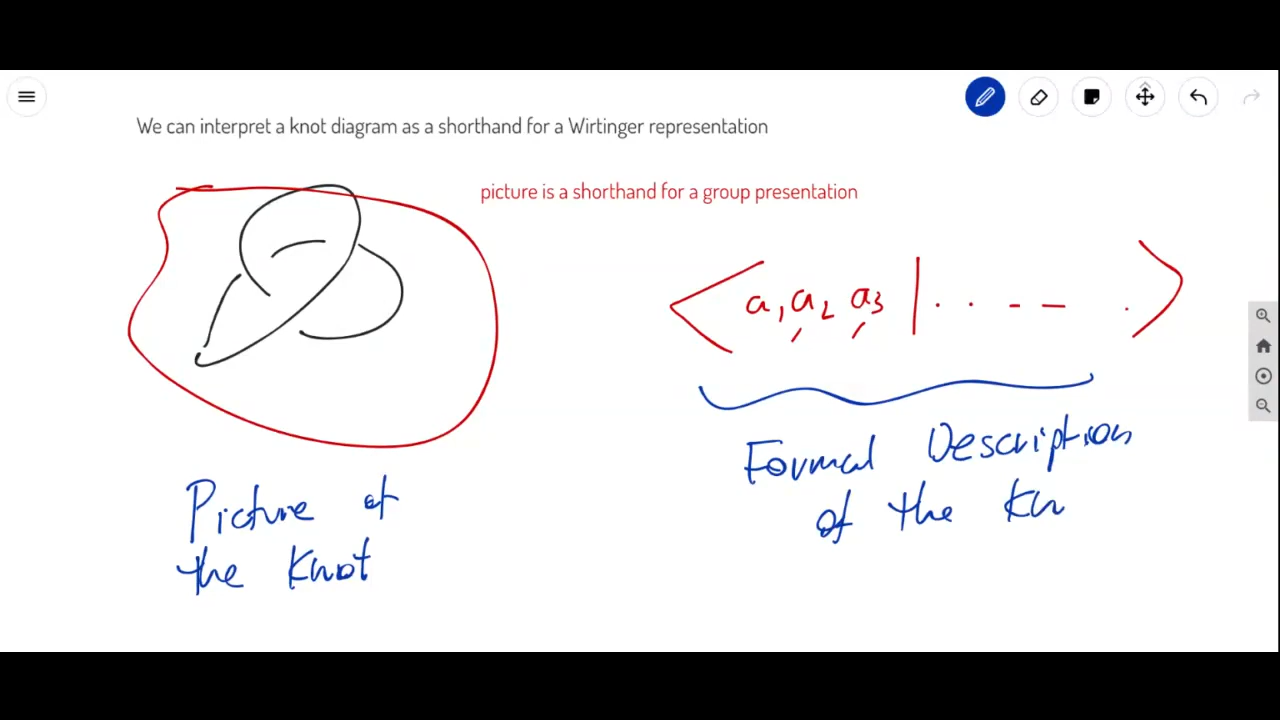 We can interpret a knot diagram as a shorthand for a Wirtinger representation
picture is a shorthand for a group presentation
< a₁ a₂ a₃ | . . - - . >
Picture of
the Knot
Formal Description
of the Kn